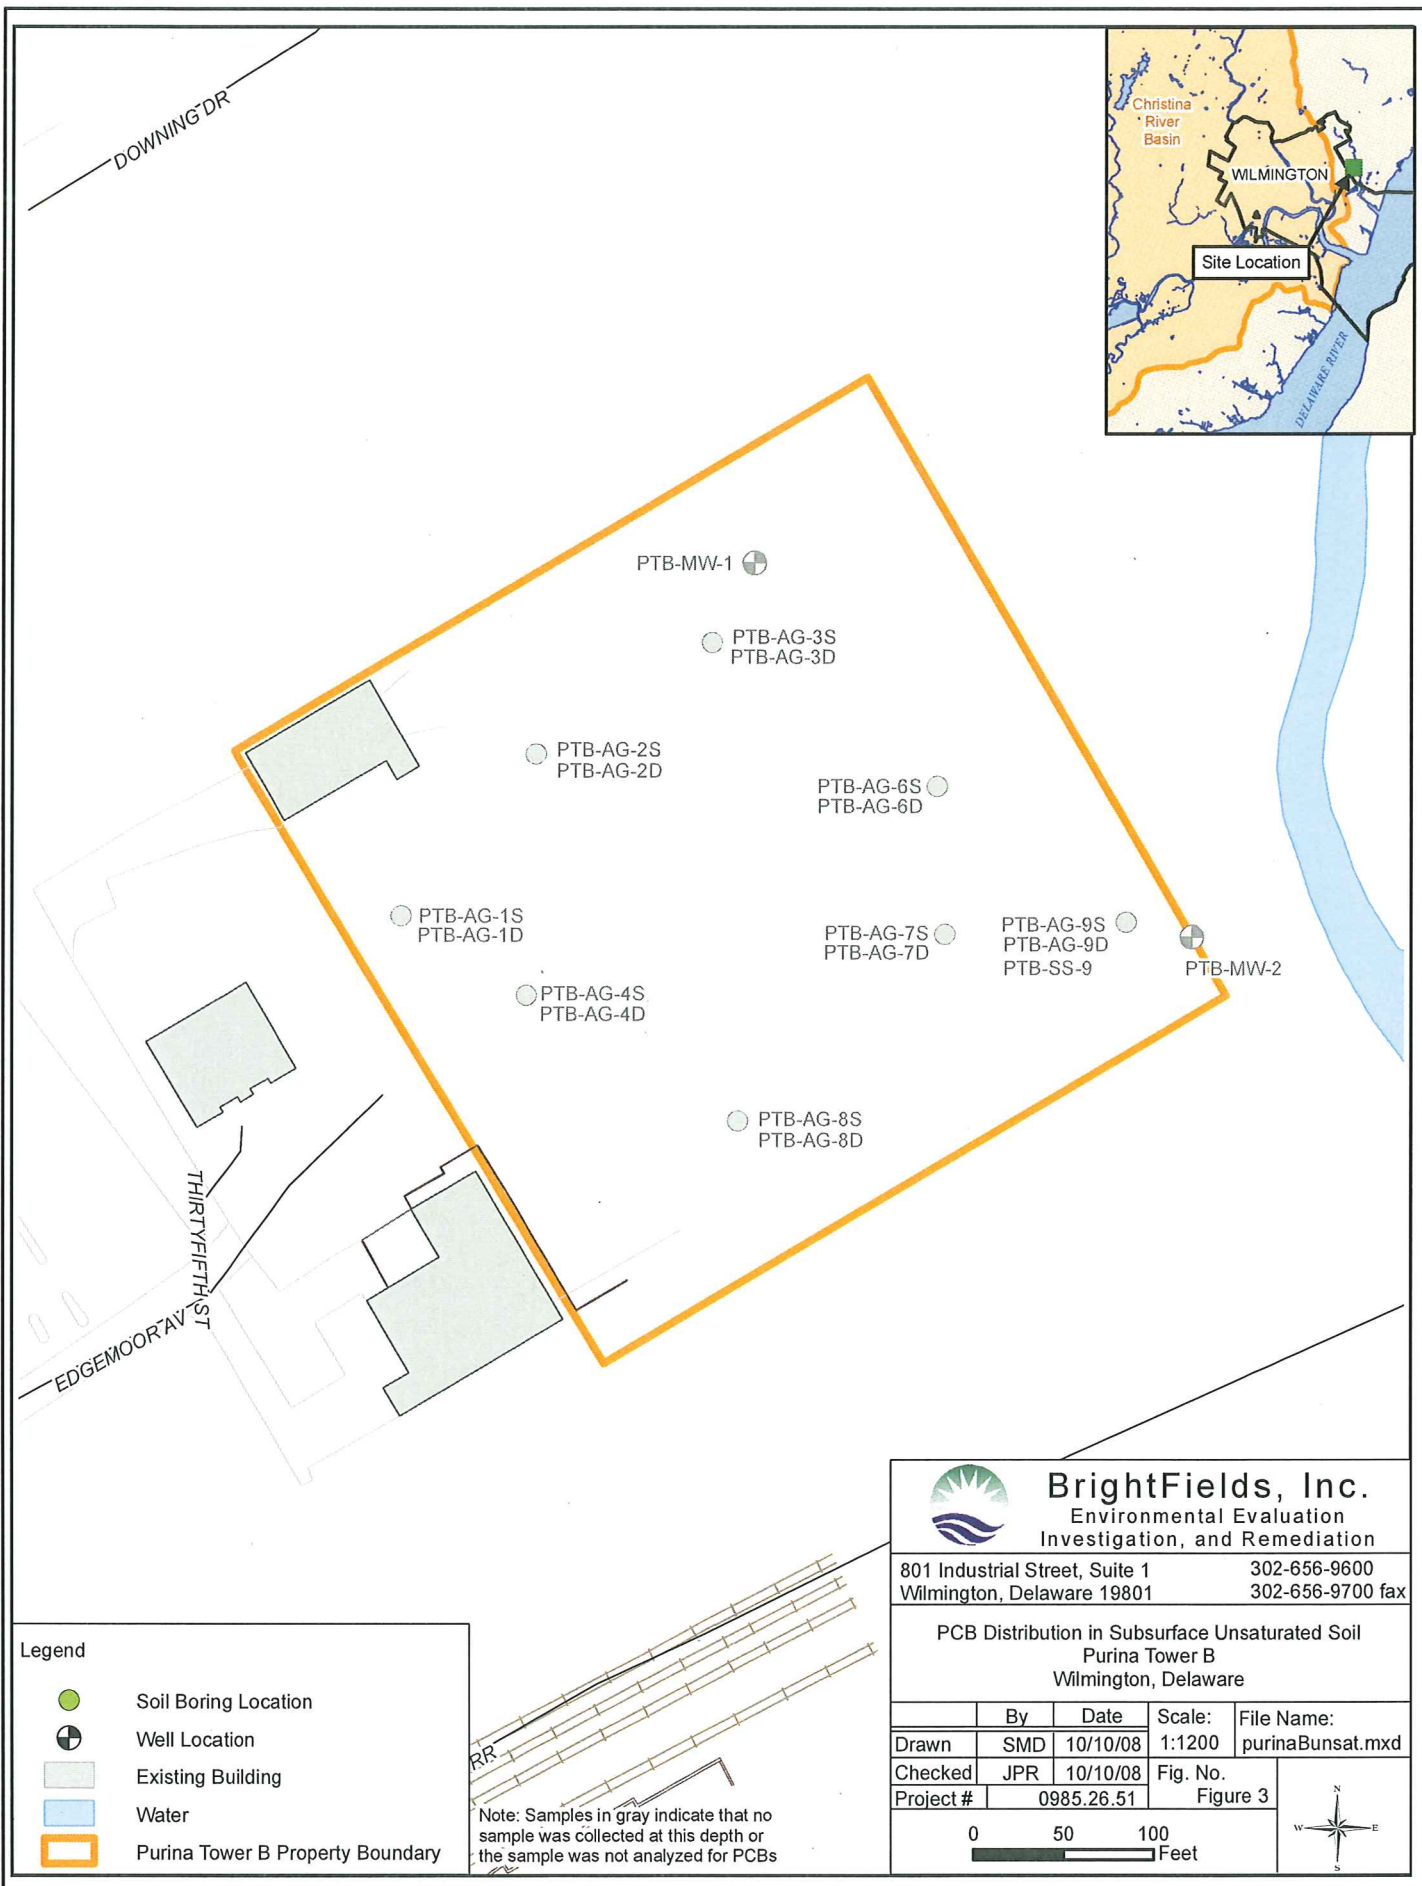 DOWNING DR
Christina
River
Basin
WILMINGTON
Site Location
DELAWARE RIVER
PTB-MW-1
PTB-AG-3S
PTB-AG-3D
PTB-AG-2S
PTB-AG-2D
PTB-AG-6S
PTB-AG-6D
PTB-AG-1S
PTB-AG-1D
PTB-AG-7S
PTB-AG-7D
PTB-AG-9S
PTB-AG-9D
PTB-SS-9
PTB-MW-2
PTB-AG-4S
PTB-AG-4D
PTB-AG-8S
PTB-AG-8D
THIRTYFIFTH ST
EDGEMOOR AV
RR
Legend
Soil Boring Location
Well Location
Existing Building
Water
Purina Tower B Property Boundary
Note: Samples in gray indicate that no
sample was collected at this depth or
the sample was not analyzed for PCBs
BrightFields, Inc.
Environmental Evaluation
Investigation, and Remediation
801 Industrial Street, Suite 1 302-656-9600
Wilmington, Delaware 19801 302-656-9700 fax
PCB Distribution in Subsurface Unsaturated Soil
Purina Tower B
Wilmington, Delaware
By Date Scale: File Name:
Drawn SMD 10/10/08 1:1200 purinaBunsat.mxd
Checked JPR 10/10/08 Fig. No.
Project # 0985.26.51 Figure 3
0 50 100
Feet
N
W E
S